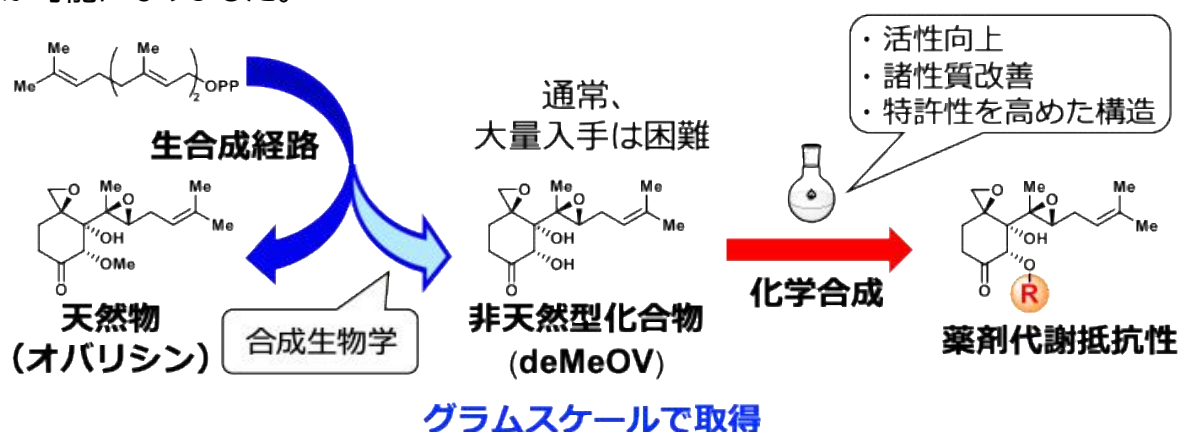 Me
Me
Me
2
OPP
生合成経路
通常、
大量入手は困難
・活性向上
・諸性質改善
・特許性を高めた構造
O
Me
O
Me
Me
OH
OMe
O
天然物
(オバリシン)
合成生物学
O
Me
O
Me
Me
OH
OH
O
非天然型化合物
(deMeOV)
化学合成
O
Me
O
Me
Me
OH
O
O
R
薬剤代謝抵抗性
グラムスケールで取得